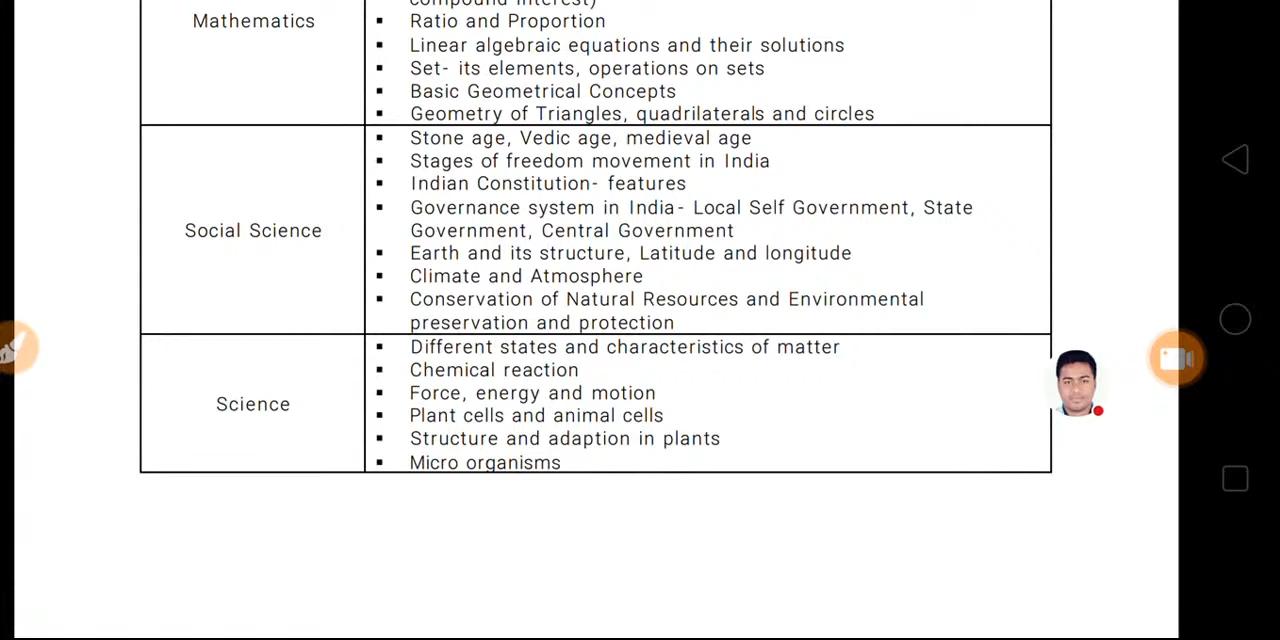 compound interest)
Mathematics
▪ Ratio and Proportion
▪ Linear algebraic equations and their solutions
▪ Set- its elements, operations on sets
▪ Basic Geometrical Concepts
▪ Geometry of Triangles, quadrilaterals and circles
Social Science
▪ Stone age, Vedic age, medieval age
▪ Stages of freedom movement in India
▪ Indian Constitution- features
▪ Governance system in India- Local Self Government, State
Government, Central Government
▪ Earth and its structure, Latitude and longitude
▪ Climate and Atmosphere
▪ Conservation of Natural Resources and Environmental
preservation and protection
Science
▪ Different states and characteristics of matter
▪ Chemical reaction
▪ Force, energy and motion
▪ Plant cells and animal cells
▪ Structure and adaption in plants
▪ Micro organisms